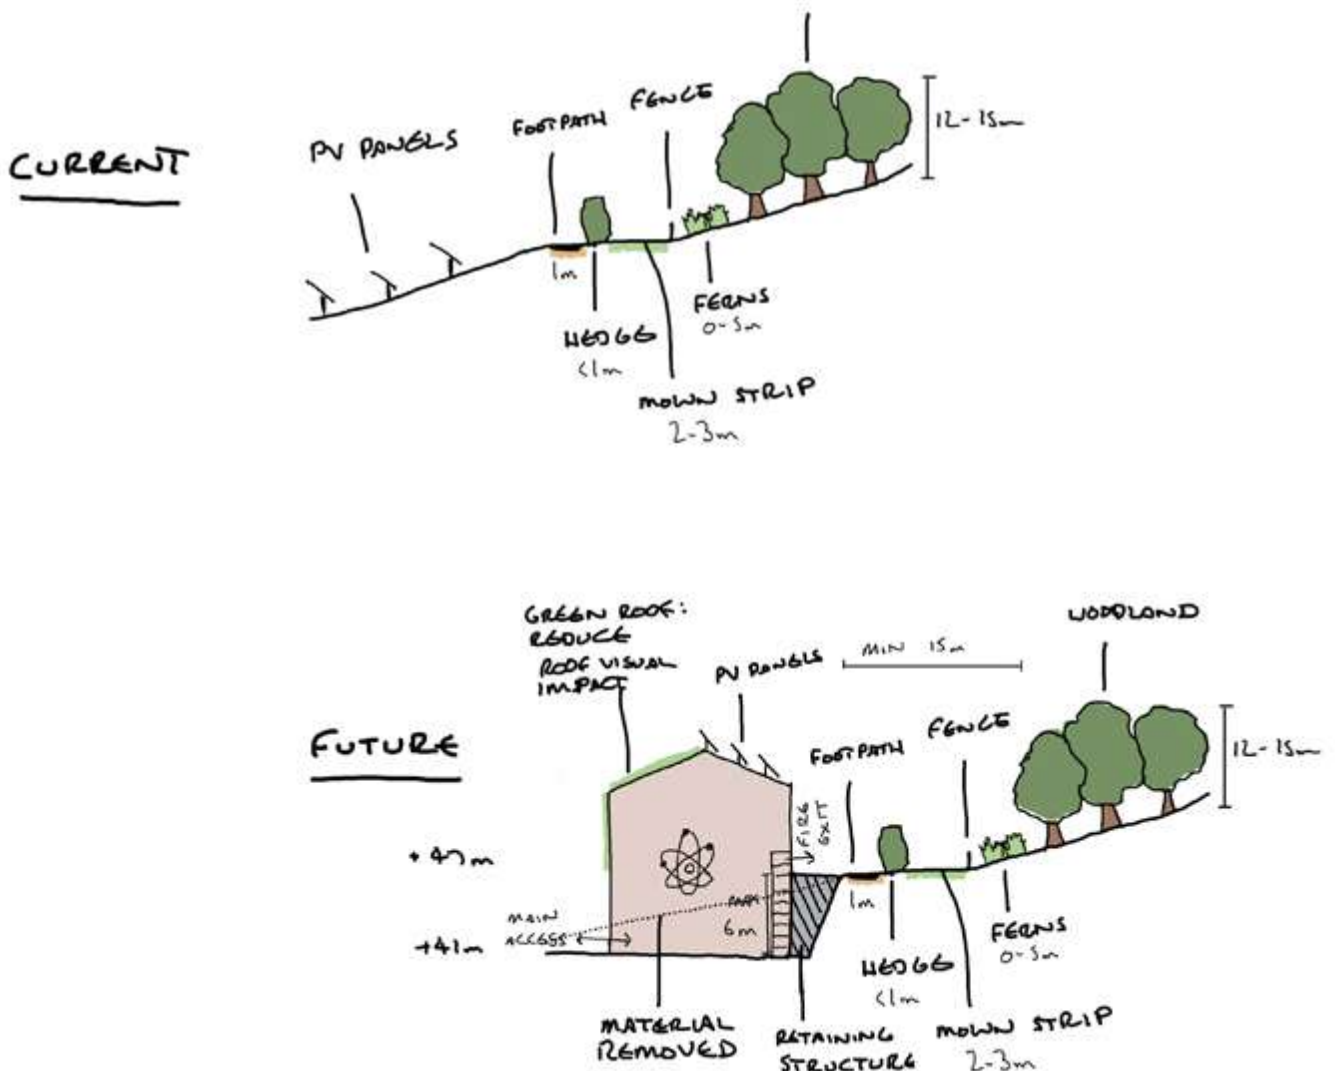 CURRENT
PV PANELS
FOOTPATH
FENCE
12-15m
1m
HEDGE
<1m
FERNS
0-5m
MOWN STRIP
2-3m
GREEN ROOF:
REDUCE
ROOF VISUAL
IMPACT
PV PANELS
MIN 15m
WOODLAND
FUTURE
FOOTPATH
FENCE
12-15m
FIRE
EXIT
+47m
MAIN
ACCESS
+41m
6m
1m
HEDGE
<1m
FERNS
0-5m
MATERIAL
REMOVED
RETAINING
STRUCTURE
MOWN STRIP
2-3m